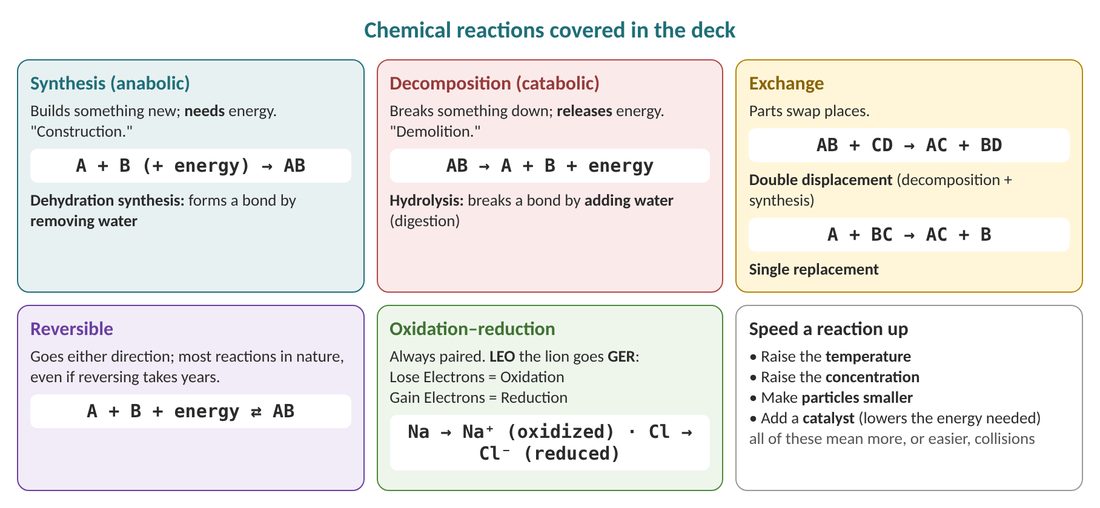 Chemical reactions covered in the deck
Synthesis (anabolic)
Builds something new; needs energy.
"Construction."
A + B (+ energy) → AB
Dehydration synthesis: forms a bond by
removing water
Decomposition (catabolic)
Breaks something down; releases energy.
"Demolition."
AB → A + B + energy
Hydrolysis: breaks a bond by adding water
(digestion)
Exchange
Parts swap places.
AB + CD → AC + BD
Double displacement (decomposition +
synthesis)
A + BC → AC + B
Single replacement
Reversible
Goes either direction; most reactions in nature,
even if reversing takes years.
A + B + energy ⇄ AB
Oxidation–reduction
Always paired. LEO the lion goes GER:
Lose Electrons = Oxidation
Gain Electrons = Reduction
Na → Na⁺ (oxidized) · Cl →
Cl⁻ (reduced)
Speed a reaction up
• Raise the temperature
• Raise the concentration
• Make particles smaller
• Add a catalyst (lowers the energy needed)
all of these mean more, or easier, collisions